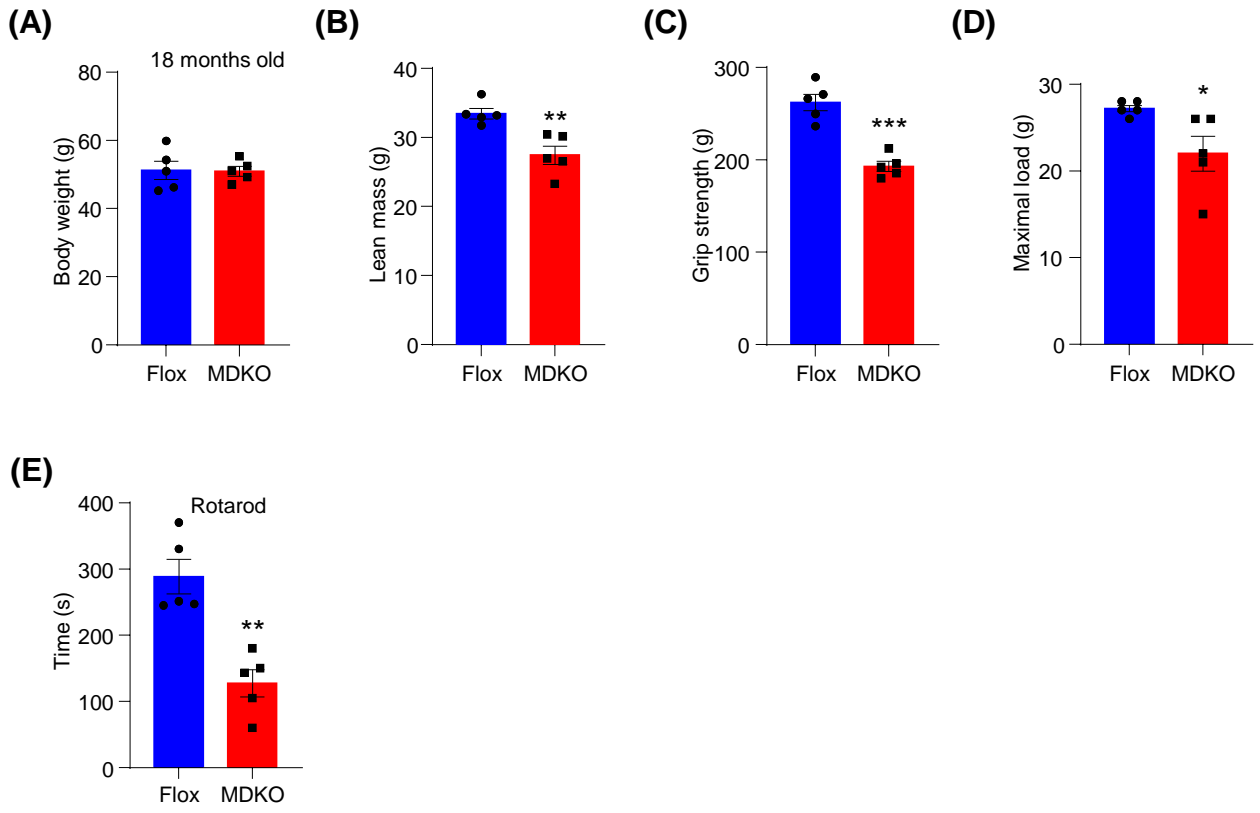 (A)
18 months old
Body weight (g)
80
60
40
20
0
Flox MDKO
(B)
Lean mass (g)
40
30
20
10
0
**
Flox MDKO
(C)
Grip strength (g)
300
200
100
0
***
Flox MDKO
(D)
Maximal load (g)
30
20
10
0
*
Flox MDKO
(E)
Rotarod
Time (s)
400
300
200
100
0
**
Flox MDKO